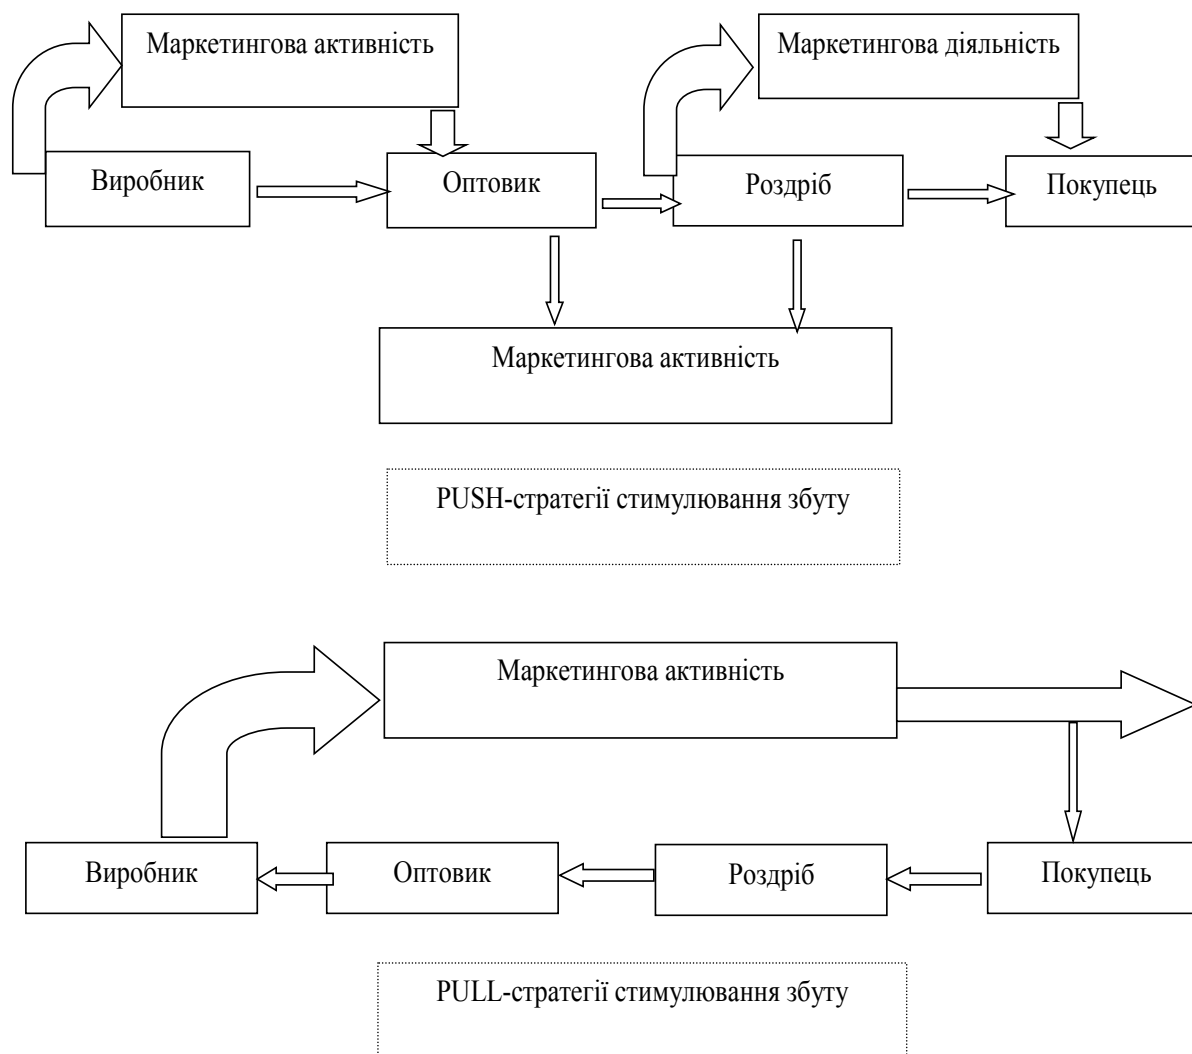 Маркетингова активність
Маркетингова діяльність
Виробник
Оптовик
Роздріб
Покупець
Маркетингова активність
PUSH-стратегії стимулювання збуту
Маркетингова активність
Виробник
Оптовик
Роздріб
Покупець
PULL-стратегії стимулювання збуту